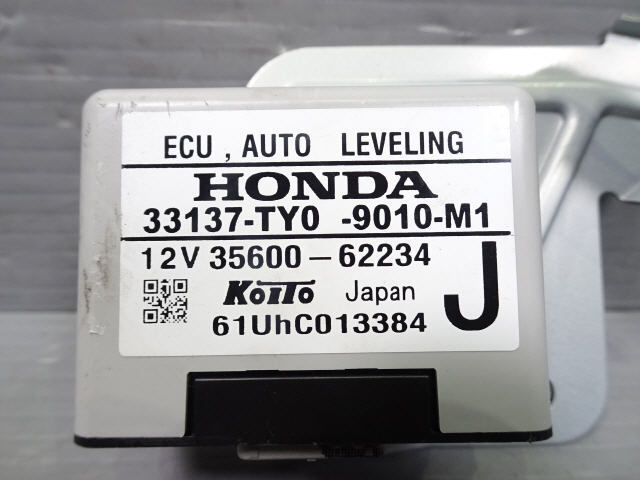 ECU , AUTO LEVELING
HONDA
33137-TY0 -9010-M1
12V 35600-62234
KOITO Japan J
61UhC013384